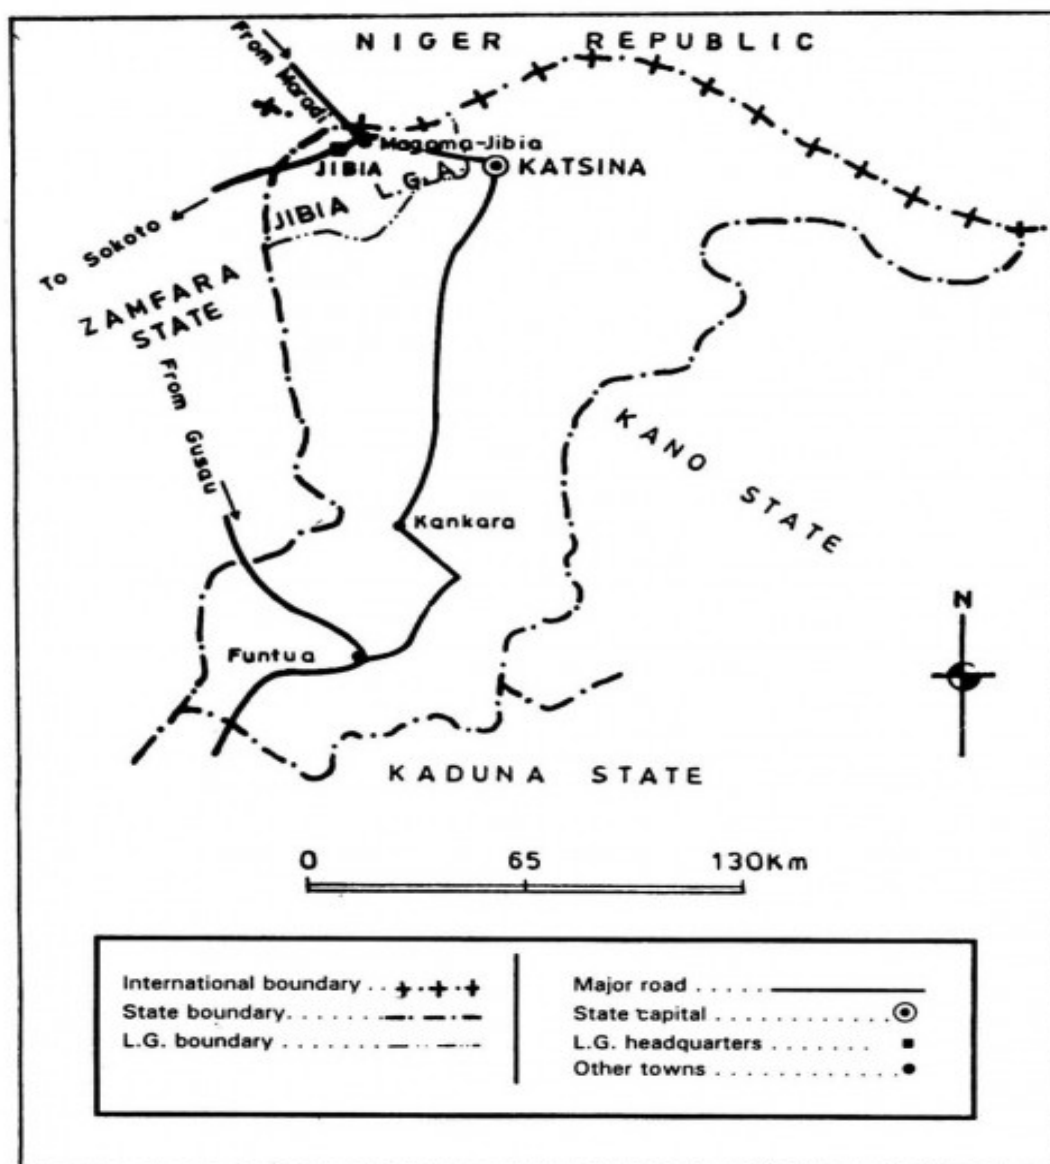 NIGER REPUBLIC
From Maradi
Magama-Jibia
JIBIA
KATSINA
JIBIA L.G.A.
To Sokoto
ZAMFARA
STATE
From Gusau
KANO STATE
Kankara
N
Funtua
KADUNA STATE
0 65 130Km
International boundary
State boundary
L.G. boundary
Major road
State capital
L.G. headquarters
Other towns